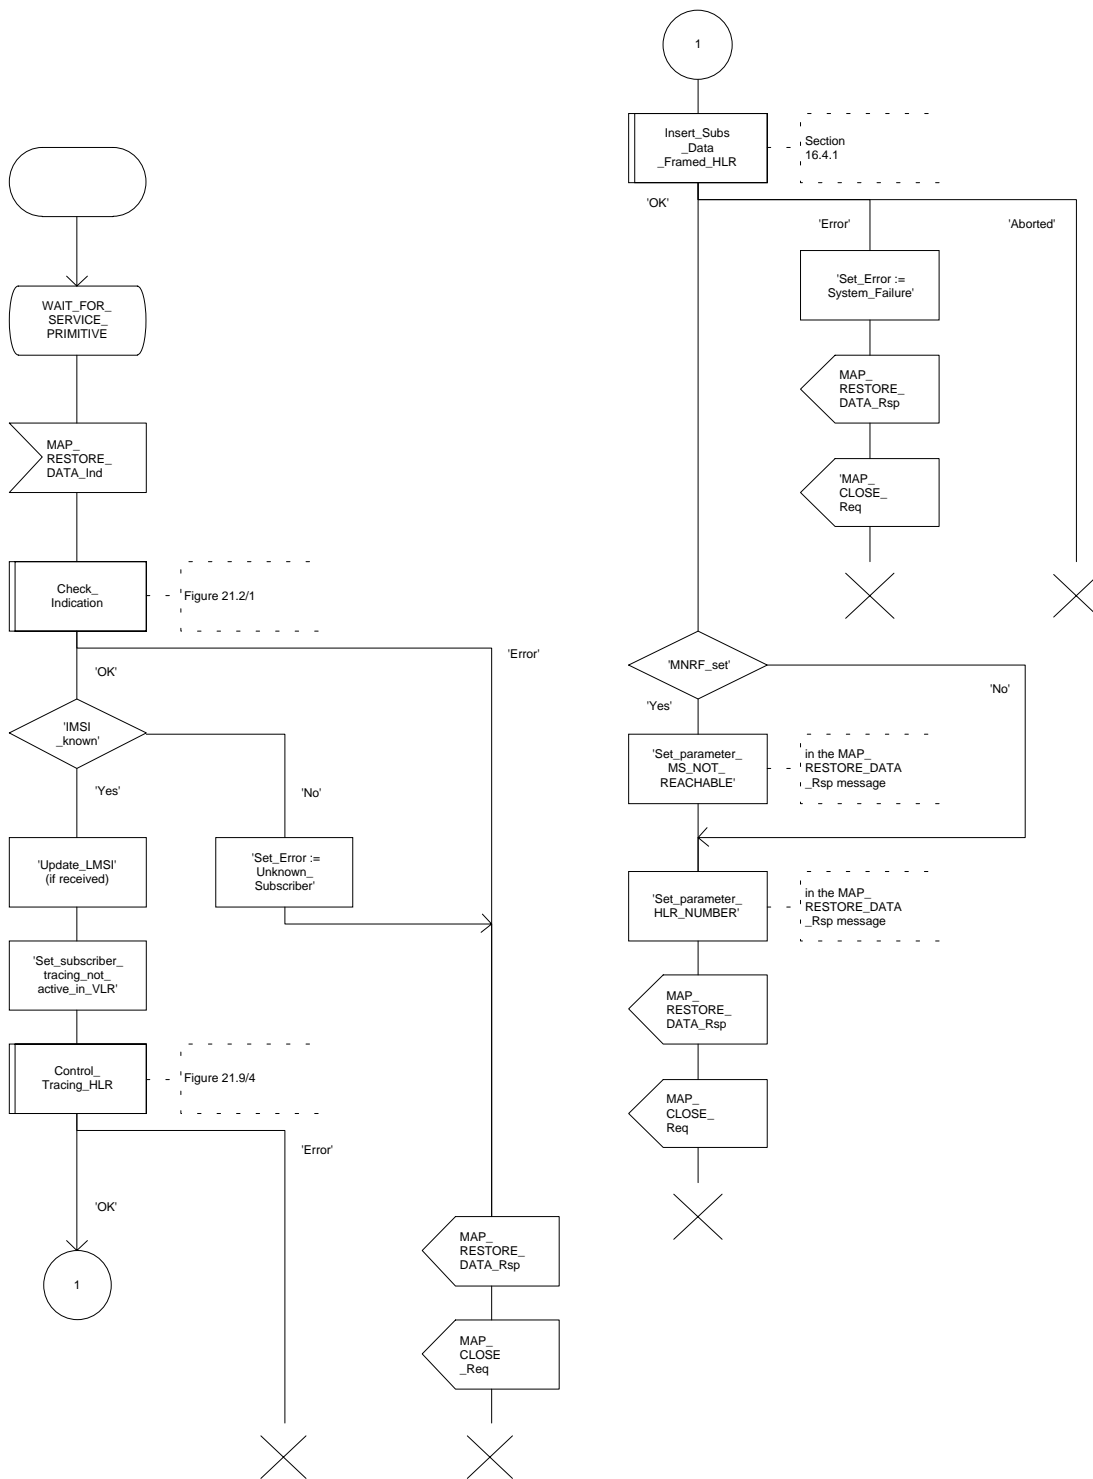 WAIT_FOR_
SERVICE_
PRIMITIVE
MAP_
RESTORE_
DATA_Ind
Check_
Indication
Figure 21.2/1
'Error'
'OK'
'IMSI
_known'
'Yes'
'No'
'Update_LMSI'
(if received)
'Set_Error :=
Unknown_
Subscriber'
'Set_subscriber_
tracing_not_
active_in_VLR'
Control_
Tracing_HLR
Figure 21.9/4
'Error'
'OK'
1
MAP_
RESTORE_
DATA_Rsp
MAP_
CLOSE
_Req
1
Insert_Subs
_Data
_Framed_HLR
Section
16.4.1
'OK'
'Error'
'Aborted'
'Set_Error :=
System_Failure'
MAP_
RESTORE_
DATA_Rsp
'MAP_
CLOSE_
Req
'MNRF_set'
'No'
'Yes'
'Set_parameter_
MS_NOT_
REACHABLE'
in the MAP_
RESTORE_DATA
_Rsp message
'Set_parameter_
HLR_NUMBER'
in the MAP_
RESTORE_DATA
_Rsp message
MAP_
RESTORE_
DATA_Rsp
MAP_
CLOSE_
Req